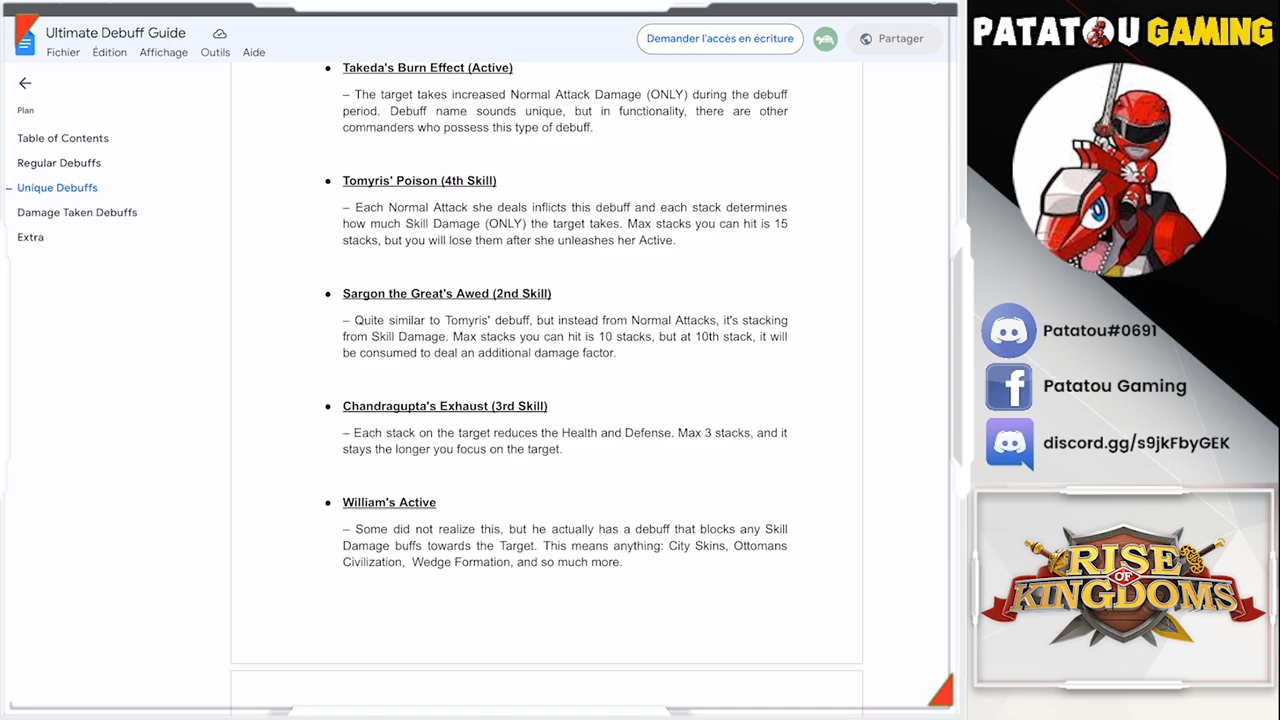 Ultimate Debuff Guide
Fichier Édition Affichage Outils Aide
Demander l'accès en écriture
Partager
Plan
Table of Contents
Regular Debuffs
Unique Debuffs
Damage Taken Debuffs
Extra
• Takeda's Burn Effect (Active)
– The target takes increased Normal Attack Damage (ONLY) during the debuff
period. Debuff name sounds unique, but in functionality, there are other
commanders who possess this type of debuff.
• Tomyris' Poison (4th Skill)
– Each Normal Attack she deals inflicts this debuff and each stack determines
how much Skill Damage (ONLY) the target takes. Max stacks you can hit is 15
stacks, but you will lose them after she unleashes her Active.
• Sargon the Great's Awed (2nd Skill)
– Quite similar to Tomyris' debuff, but instead from Normal Attacks, it's stacking
from Skill Damage. Max stacks you can hit is 10 stacks, but at 10th stack, it will
be consumed to deal an additional damage factor.
• Chandragupta's Exhaust (3rd Skill)
– Each stack on the target reduces the Health and Defense. Max 3 stacks, and it
stays the longer you focus on the target.
• William's Active
– Some did not realize this, but he actually has a debuff that blocks any Skill
Damage buffs towards the Target. This means anything: City Skins, Ottomans
Civilization, Wedge Formation, and so much more.
PATATOU GAMING
Patatou#0691
Patatou Gaming
discord.gg/s9jkFbyGEK
RISE
OF
KINGDOMS